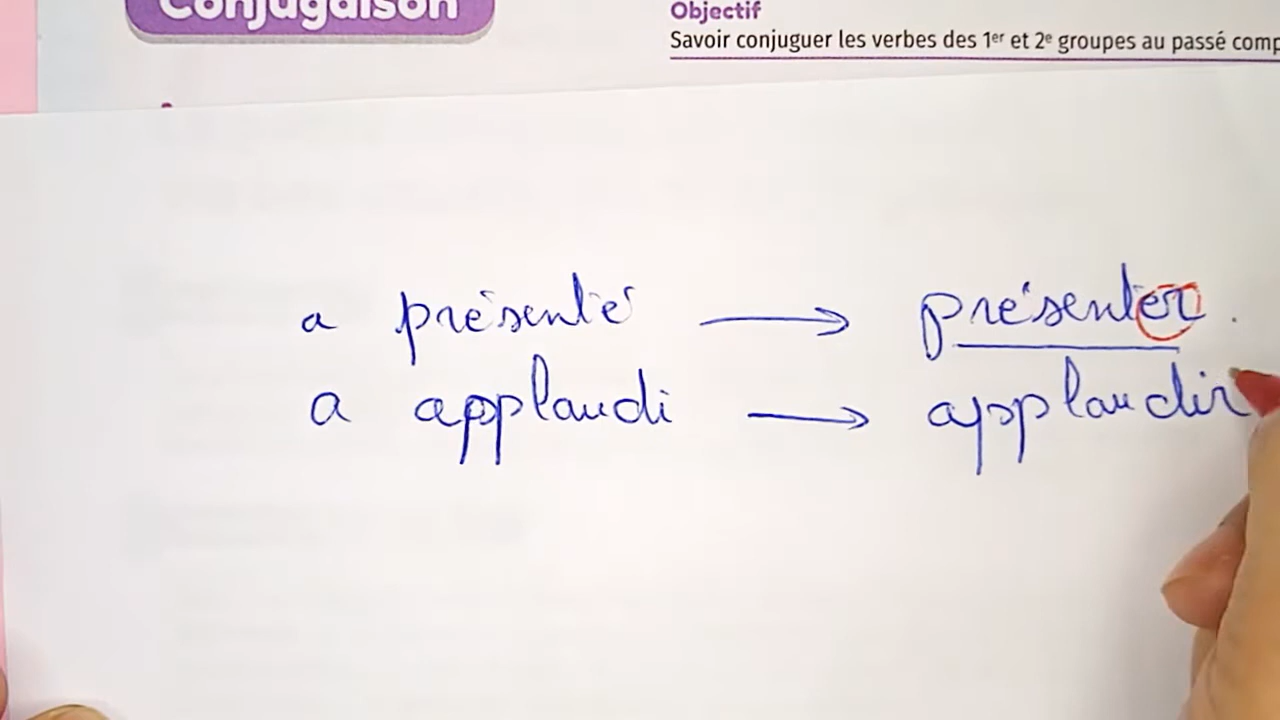 Conjugaison
Objectif
Savoir conjuguer les verbes des 1er et 2e groupes au passé comp
a présenté → présenter.
a applaudi → applaudir